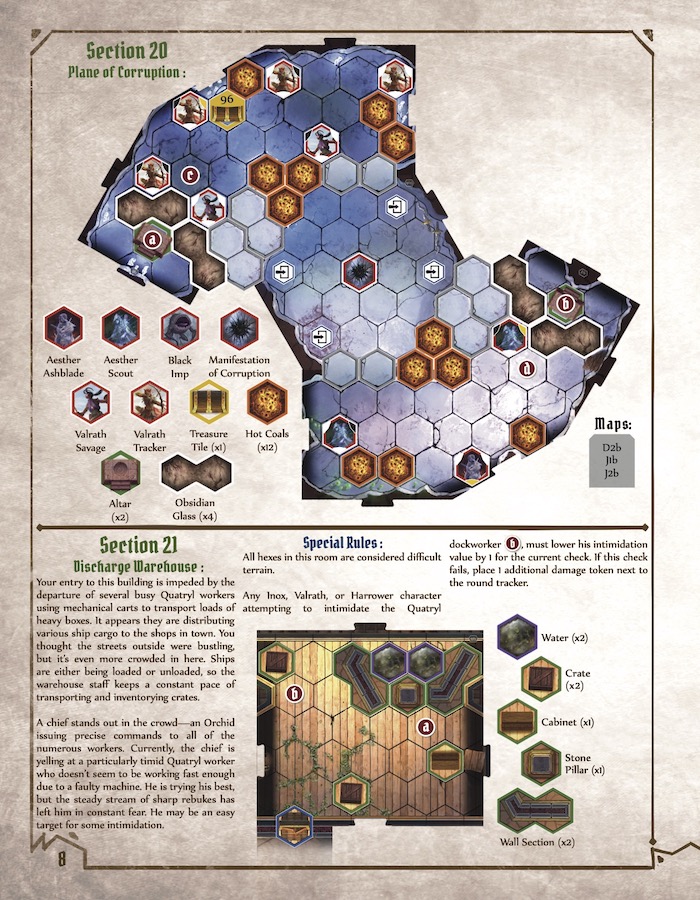 Section 20
Plane of Corruption :
96
c
a
b
d
Aesther
Ashblade
Aesther
Scout
Black
Imp
Manifestation
of Corruption
Valrath
Savage
Valrath
Tracker
Treasure
Tile (x1)
Hot Coals
(x12)
Altar
(x2)
Obsidian
Glass (x4)
Maps:
D2b
J1b
J2b
Section 21
Discharge Warehouse :
Your entry to this building is impeded by the
departure of several busy Quatryl workers
using mechanical carts to transport loads of
heavy boxes. It appears they are distributing
various ship cargo to the shops in town. You
thought the streets outside were bustling,
but it's even more crowded in here. Ships
are either being loaded or unloaded, so the
warehouse staff keeps a constant pace of
transporting and inventorying crates.
A chief stands out in the crowd—an Orchid
issuing precise commands to all of the
numerous workers. Currently, the chief is
yelling at a particularly timid Quatryl worker
who doesn't seem to be working fast enough
due to a faulty machine. He is trying his best,
but the steady stream of sharp rebukes has
left him in constant fear. He may be an easy
target for some intimidation.
Special Rules :
All hexes in this room are considered difficult
terrain.
Any Inox, Valrath, or Harrower character
attempting to intimidate the Quatryl
dockworker b, must lower his intimidation
value by 1 for the current check. If this check
fails, place 1 additional damage token next to
the round tracker.
b
a
Water (x2)
Crate
(x2)
Cabinet (x1)
Stone
Pillar (x1)
Wall Section (x2)
8